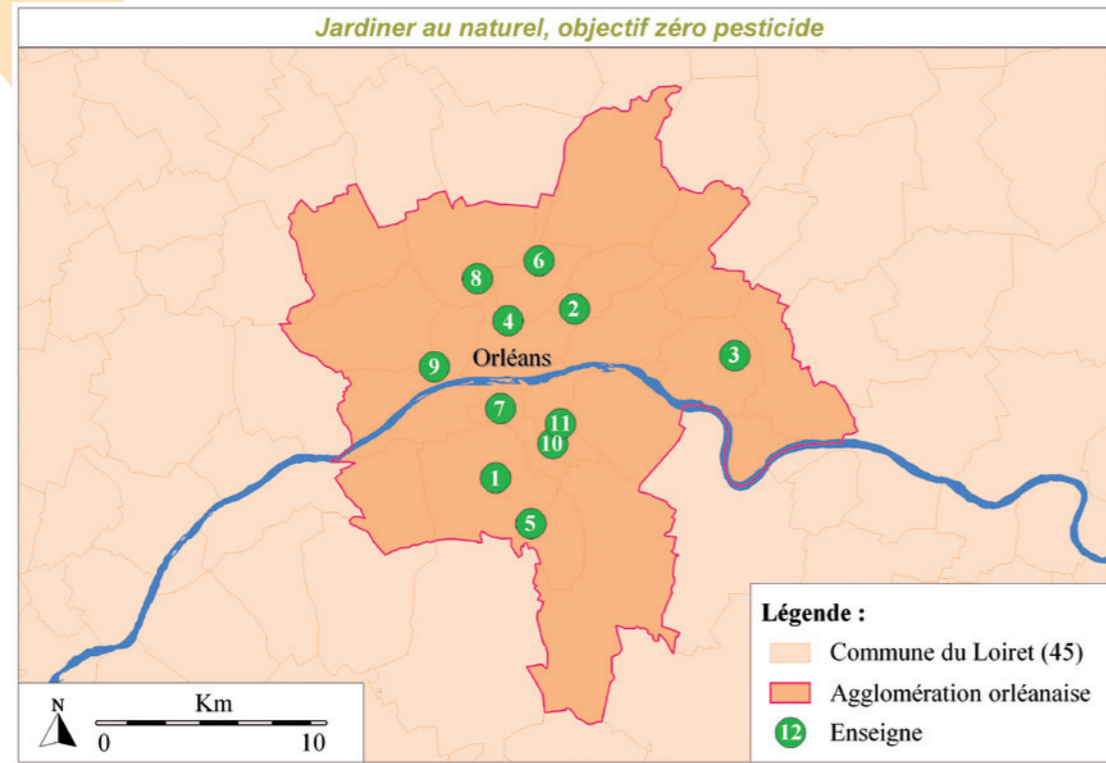 Jardiner au naturel, objectif zéro pesticide
6
8
2
4
3
Orléans
9
7
11
10
1
5
Légende :
Commune du Loiret (45)
Agglomération orléanaise
12 Enseigne
N
Km
0 10